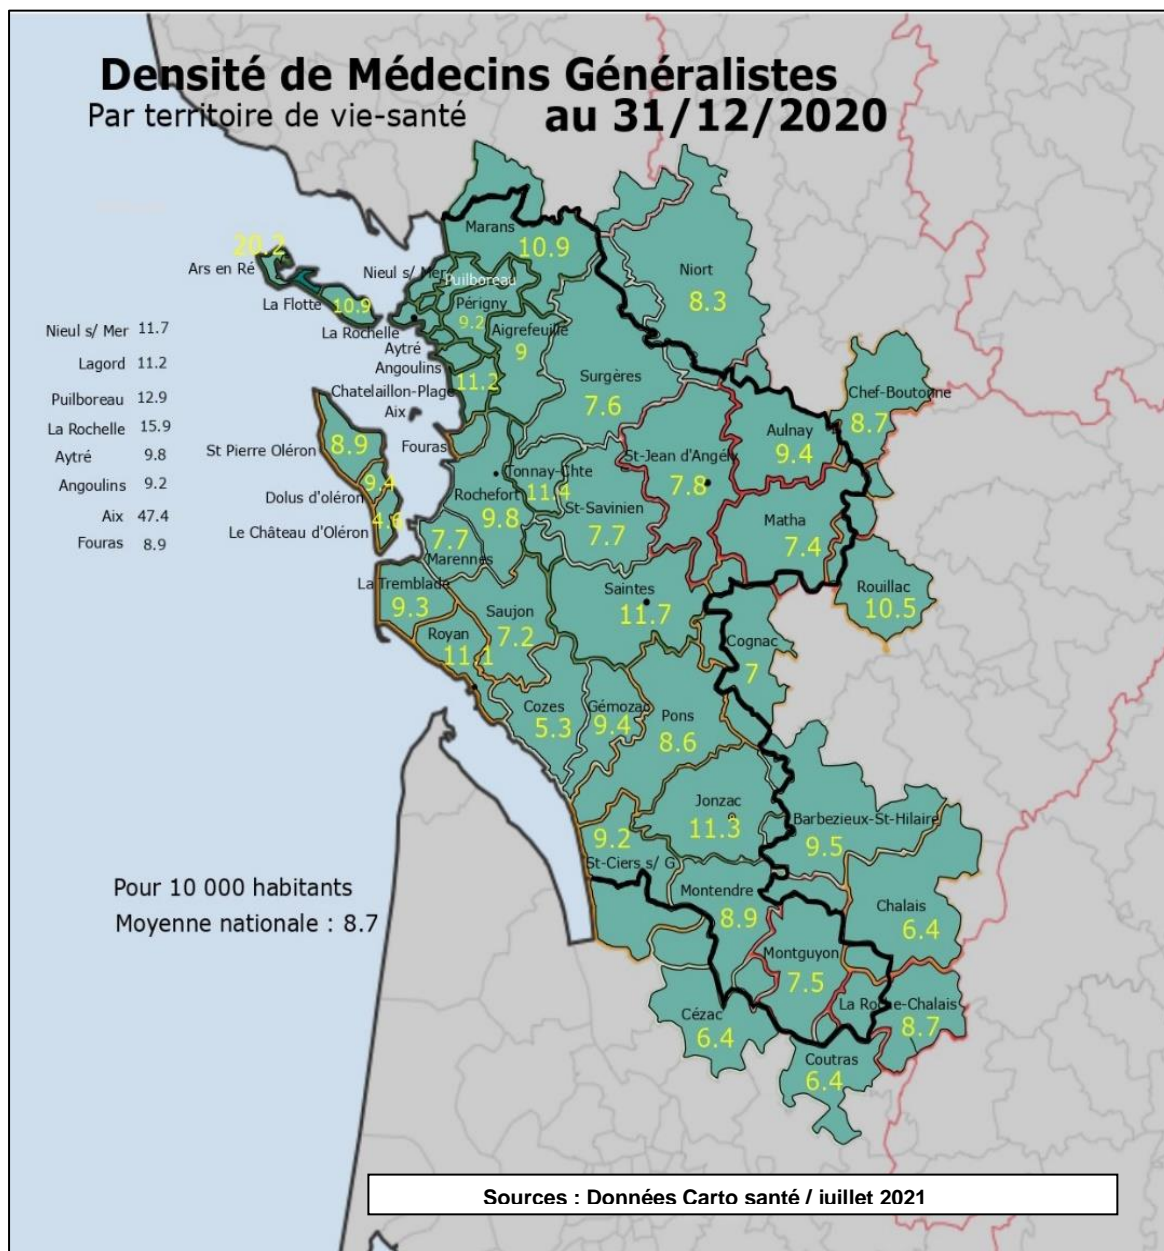 Densité de Médecins Généralistes
Par territoire de vie-santé au 31/12/2020
Marans
10.9
20.2
Ars en Ré
Nieul s/ Mer
Puilboreau
Niort
8.3
La Flotte
10.9
Périgny
9.2
La Rochelle
Aigrefeuille
9
Aytré
Angoulins
11.2
Chatelaillon-Plage
Aix
Surgères
7.6
Nieul s/ Mer 11.7
Lagord 11.2
Puilboreau 12.9
La Rochelle 15.9
Aytré 9.8
Angoulins 9.2
Aix 47.4
Fouras 8.9
Chef-Boutonne
8.7
Aulnay
9.4
St Pierre Oléron
8.9
Fouras
St-Jean d'Angély
7.8
Tonnay-Chte
11.4
Dolus d'oléron
9.4
Rochefort
9.8
St-Savinien
7.7
Matha
7.4
Le Château d'Oléron
4.6
7.7
Marennes
La Tremblade
9.3
Saintes
11.7
Rouillac
10.5
Saujon
7.2
Royan
11.1
Cognac
7
Cozes
5.3
Gémozac
9.4
Pons
8.6
Jonzac
11.3
Barbezieux-St-Hilaire
9.5
9.2
St-Ciers s/ G
Pour 10 000 habitants
Moyenne nationale : 8.7
Montendre
8.9
Chalais
6.4
Montguyon
7.5
La Roche-Chalais
8.7
Cézac
6.4
Coutras
6.4
Sources : Données Carto santé / juillet 2021